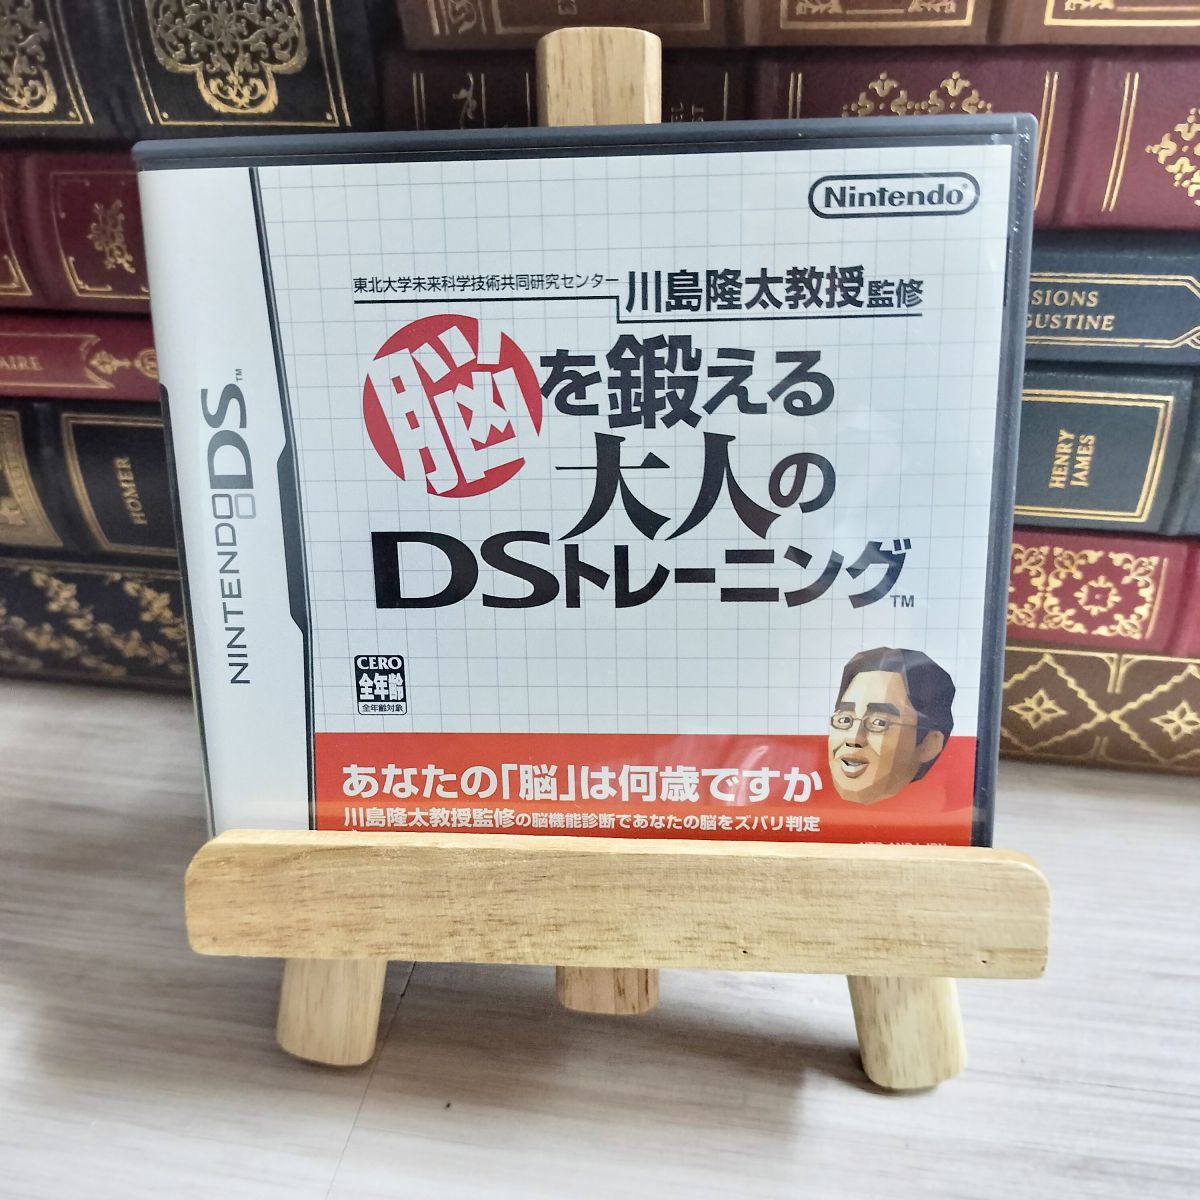 Nintendo
東北大学未来科学技術共同研究センター 川島隆太教授監修
脳を鍛える
大人の
DSトレーニング™
CERO
全年齢
全年齢対象
あなたの「脳」は何歳ですか
川島隆太教授監修の脳機能診断であなたの脳をズバリ判定
NINTENDO DS™
HOMER
AIRE
SSIONS
GUSTINE
HENRY
JAMES